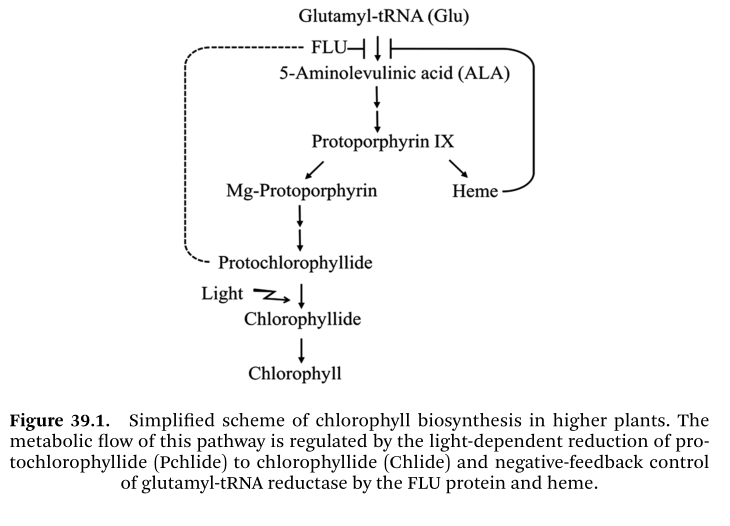 Glutamyl-tRNA (Glu)
FLU
5-Aminolevulinic acid (ALA)
Protoporphyrin IX
Mg-Protoporphyrin Heme
Protochlorophyllide
Light
Chlorophyllide
Chlorophyll
Figure 39.1. Simplified scheme of chlorophyll biosynthesis in higher plants. The
metabolic flow of this pathway is regulated by the light-dependent reduction of pro-
tochlorophyllide (Pchlide) to chlorophyllide (Chlide) and negative-feedback control
of glutamyl-tRNA reductase by the FLU protein and heme.